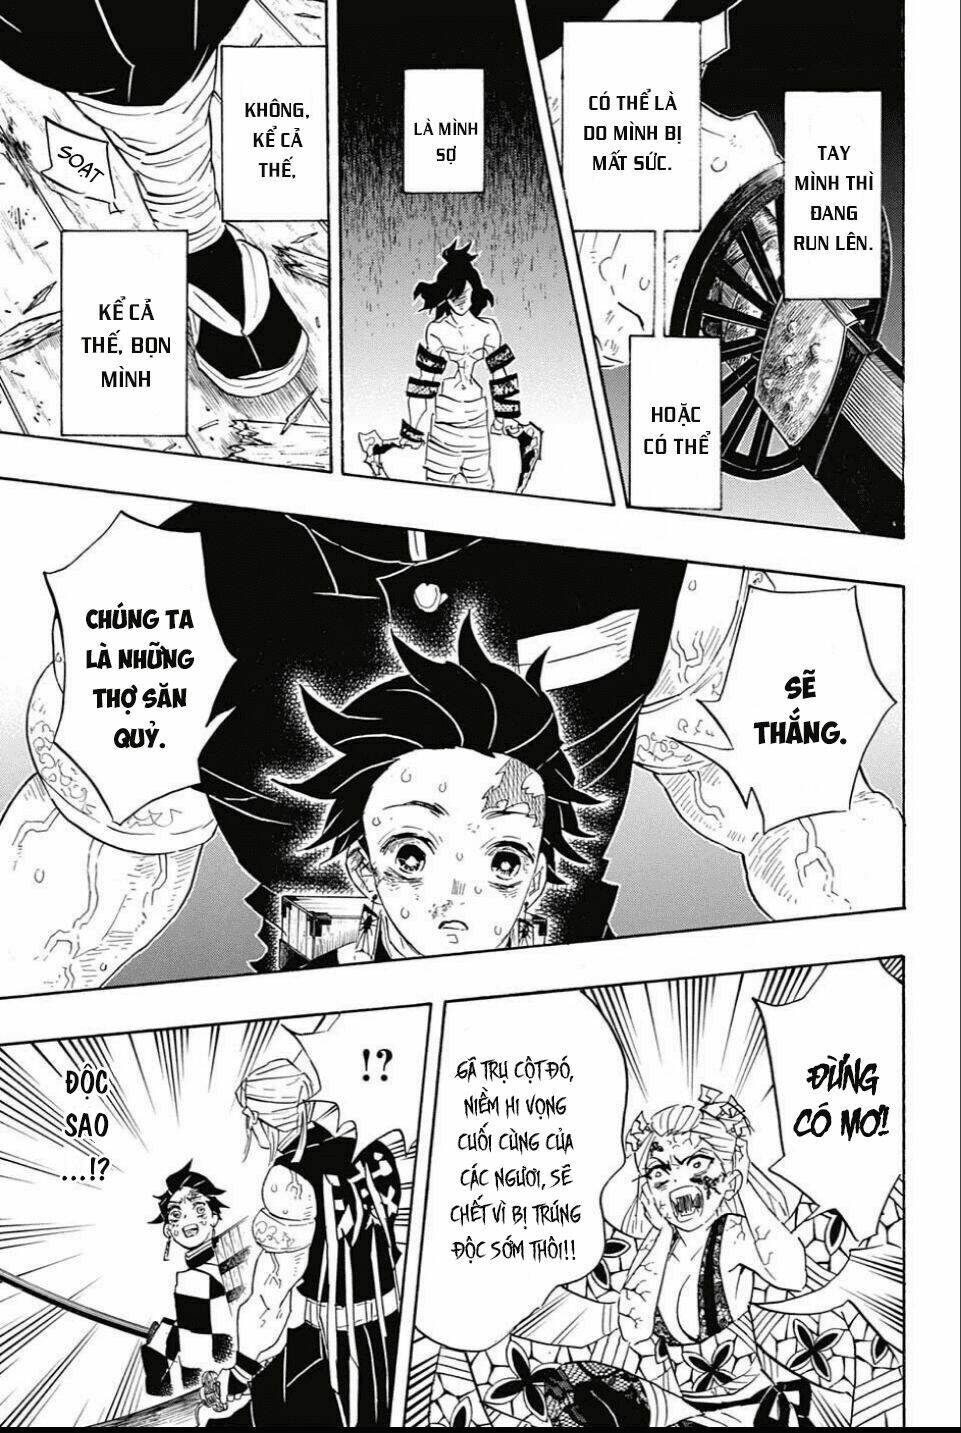 TAY
MÌNH THÌ
ĐANG
RUN LÊN.
CÓ THỂ LÀ
DO MÌNH BỊ
MẤT SỨC.
HOẶC
CÓ THỂ
LÀ MÌNH
SỢ
KHÔNG,
KỂ CẢ
THẾ,
SOẠT
KỂ CẢ
THẾ, BỌN
MÌNH
SẼ
THẮNG.
CHÚNG TA
LÀ NHỮNG
THỢ SĂN
QUỶ.
ĐỪNG
CÓ MƠ!
GÃ TRỤ CỘT ĐÓ,
NIỀM HI VỌNG
CUỐI CÙNG CỦA
CÁC NGƯƠI, SẼ
CHẾT VÌ BỊ TRÚNG
ĐỘC SỚM THÔI!!
!?
ĐỘC
SAO
...!?